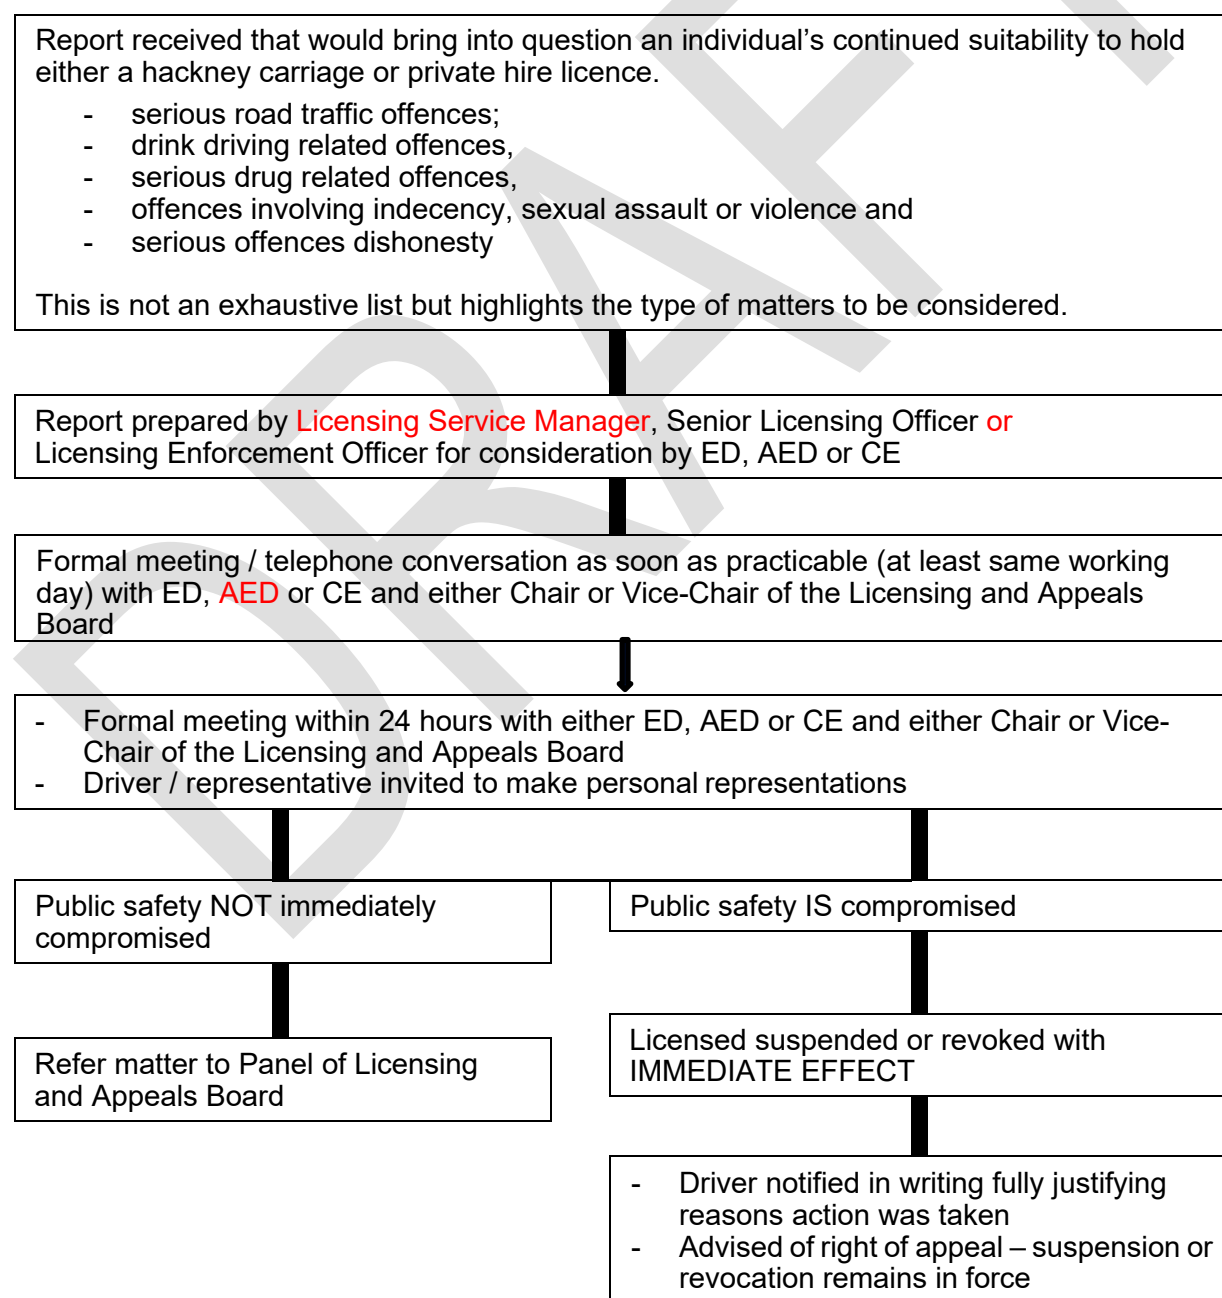 Report received that would bring into question an individual’s continued suitability to hold
either a hackney carriage or private hire licence.
- serious road traffic offences;
- drink driving related offences,
- serious drug related offences,
- offences involving indecency, sexual assault or violence and
- serious offences dishonesty
This is not an exhaustive list but highlights the type of matters to be considered.
Report prepared by Licensing Service Manager, Senior Licensing Officer or
Licensing Enforcement Officer for consideration by ED, AED or CE
Formal meeting / telephone conversation as soon as practicable (at least same working
day) with ED, AED or CE and either Chair or Vice-Chair of the Licensing and Appeals
Board
- Formal meeting within 24 hours with either ED, AED or CE and either Chair or Vice-
Chair of the Licensing and Appeals Board
- Driver / representative invited to make personal representations
Public safety NOT immediately
compromised
Public safety IS compromised
Refer matter to Panel of Licensing
and Appeals Board
Licensed suspended or revoked with
IMMEDIATE EFFECT
- Driver notified in writing fully justifying
reasons action was taken
- Advised of right of appeal – suspension or
revocation remains in force
DRAFT